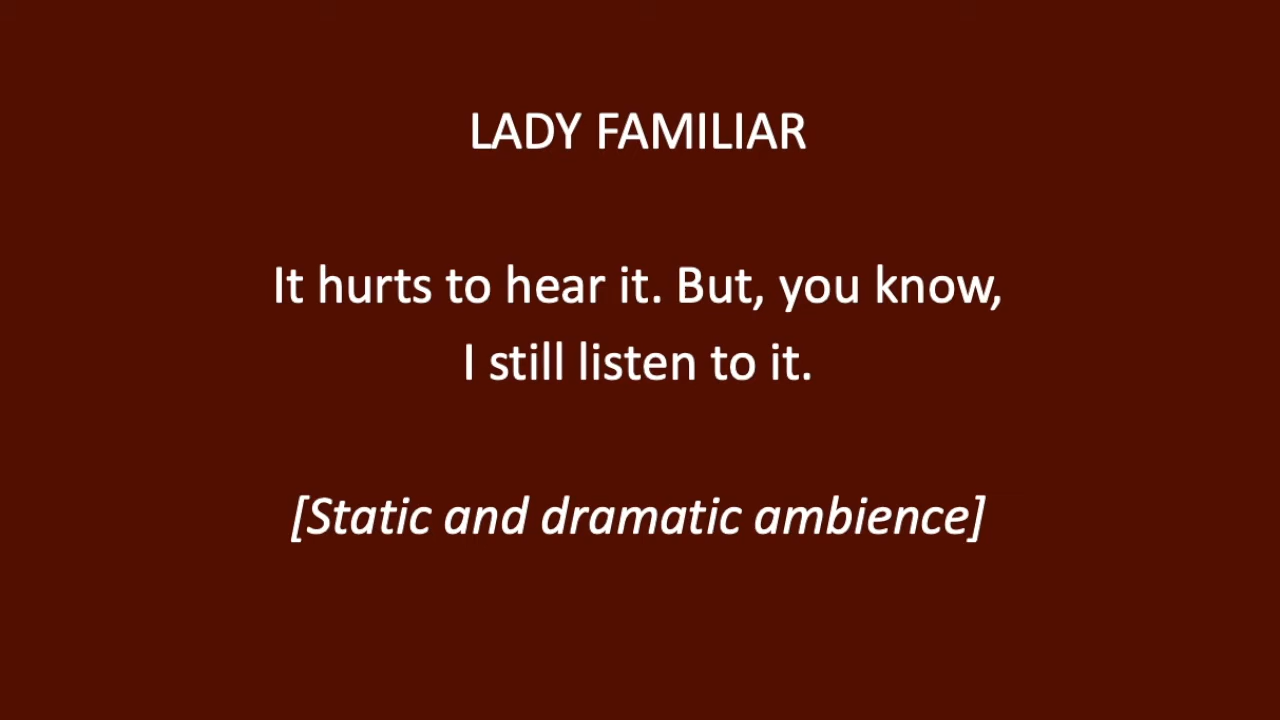 LADY FAMILIAR
It hurts to hear it. But, you know,
I still listen to it.
[Static and dramatic ambience]